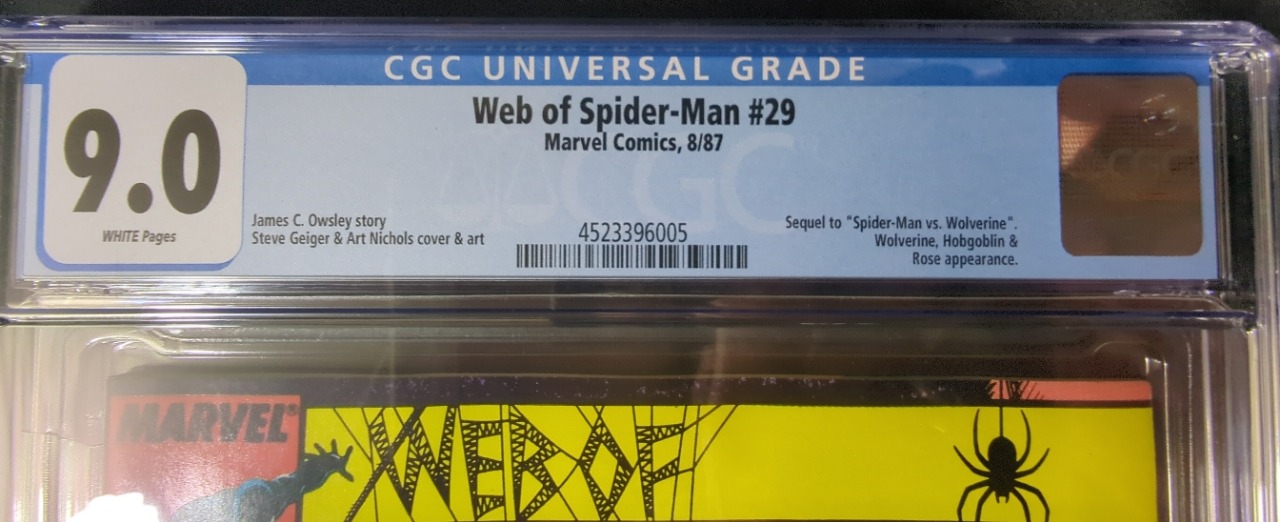 CGC UNIVERSAL GRADE
9.0
WHITE Pages
Web of Spider-Man #29
Marvel Comics, 8/87
CGC
James C. Owsley story
Steve Geiger & Art Nichols cover & art
4523396005
Sequel to "Spider-Man vs. Wolverine".
Wolverine, Hobgoblin &
Rose appearance.
CGC
MARVEL®
WEB OF